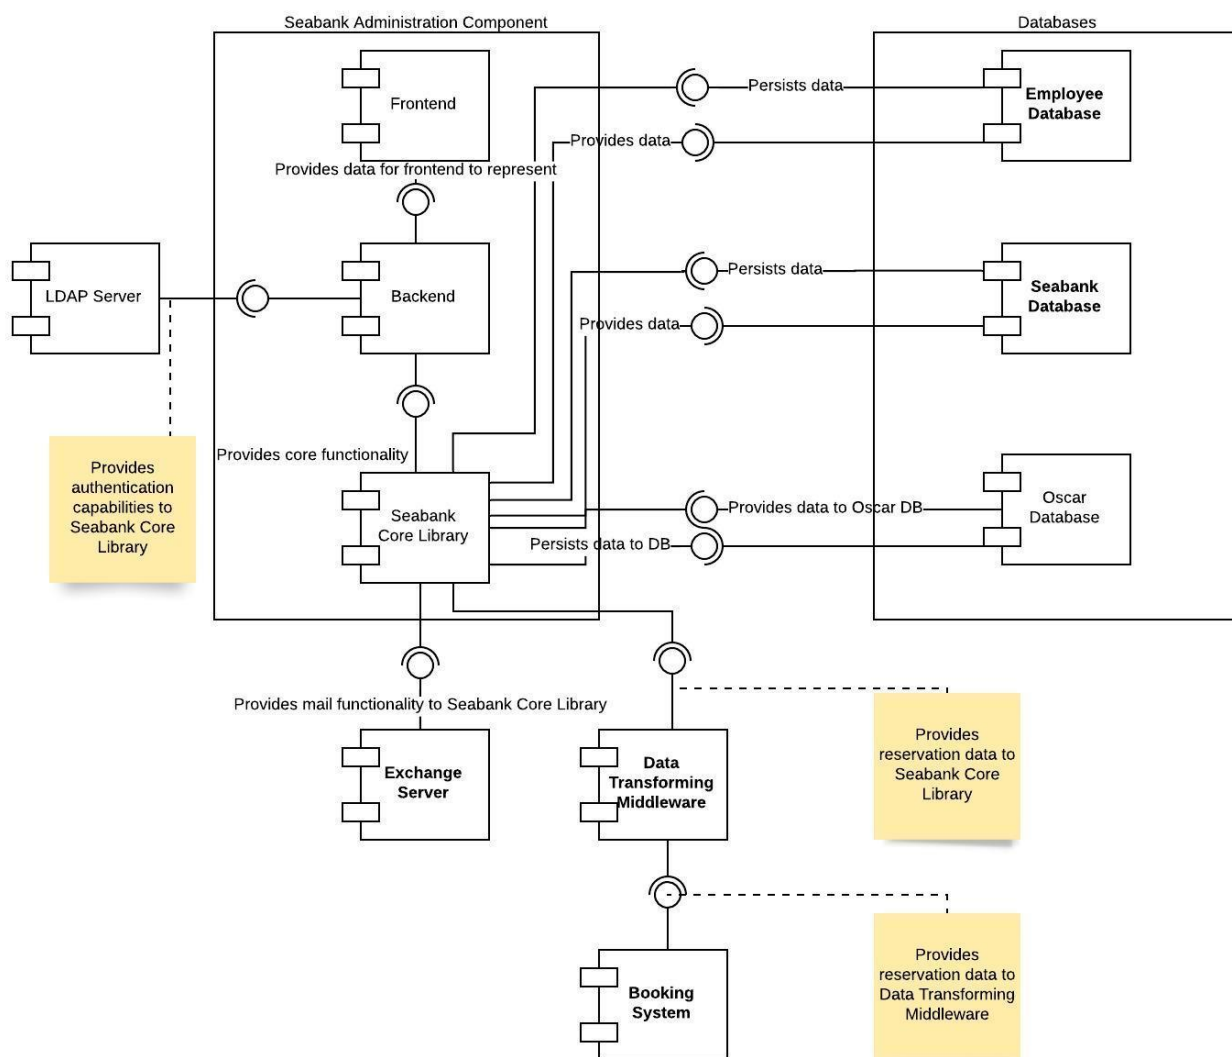 Seabank Administration Component
Databases
Frontend
Persists data
Employee
Database
Provides data
Provides data for frontend to represent
LDAP Server
Backend
Persists data
Seabank
Database
Provides data
Provides core functionality
Provides
authentication
capabilities to
Seabank Core
Library
Seabank
Core Library
Provides data to Oscar DB
Persists data to DB
Oscar
Database
Provides mail functionality to Seabank Core Library
Exchange
Server
Data
Transforming
Middleware
Provides
reservation data to
Seabank Core
Library
Booking
System
Provides
reservation data to
Data Transforming
Middleware